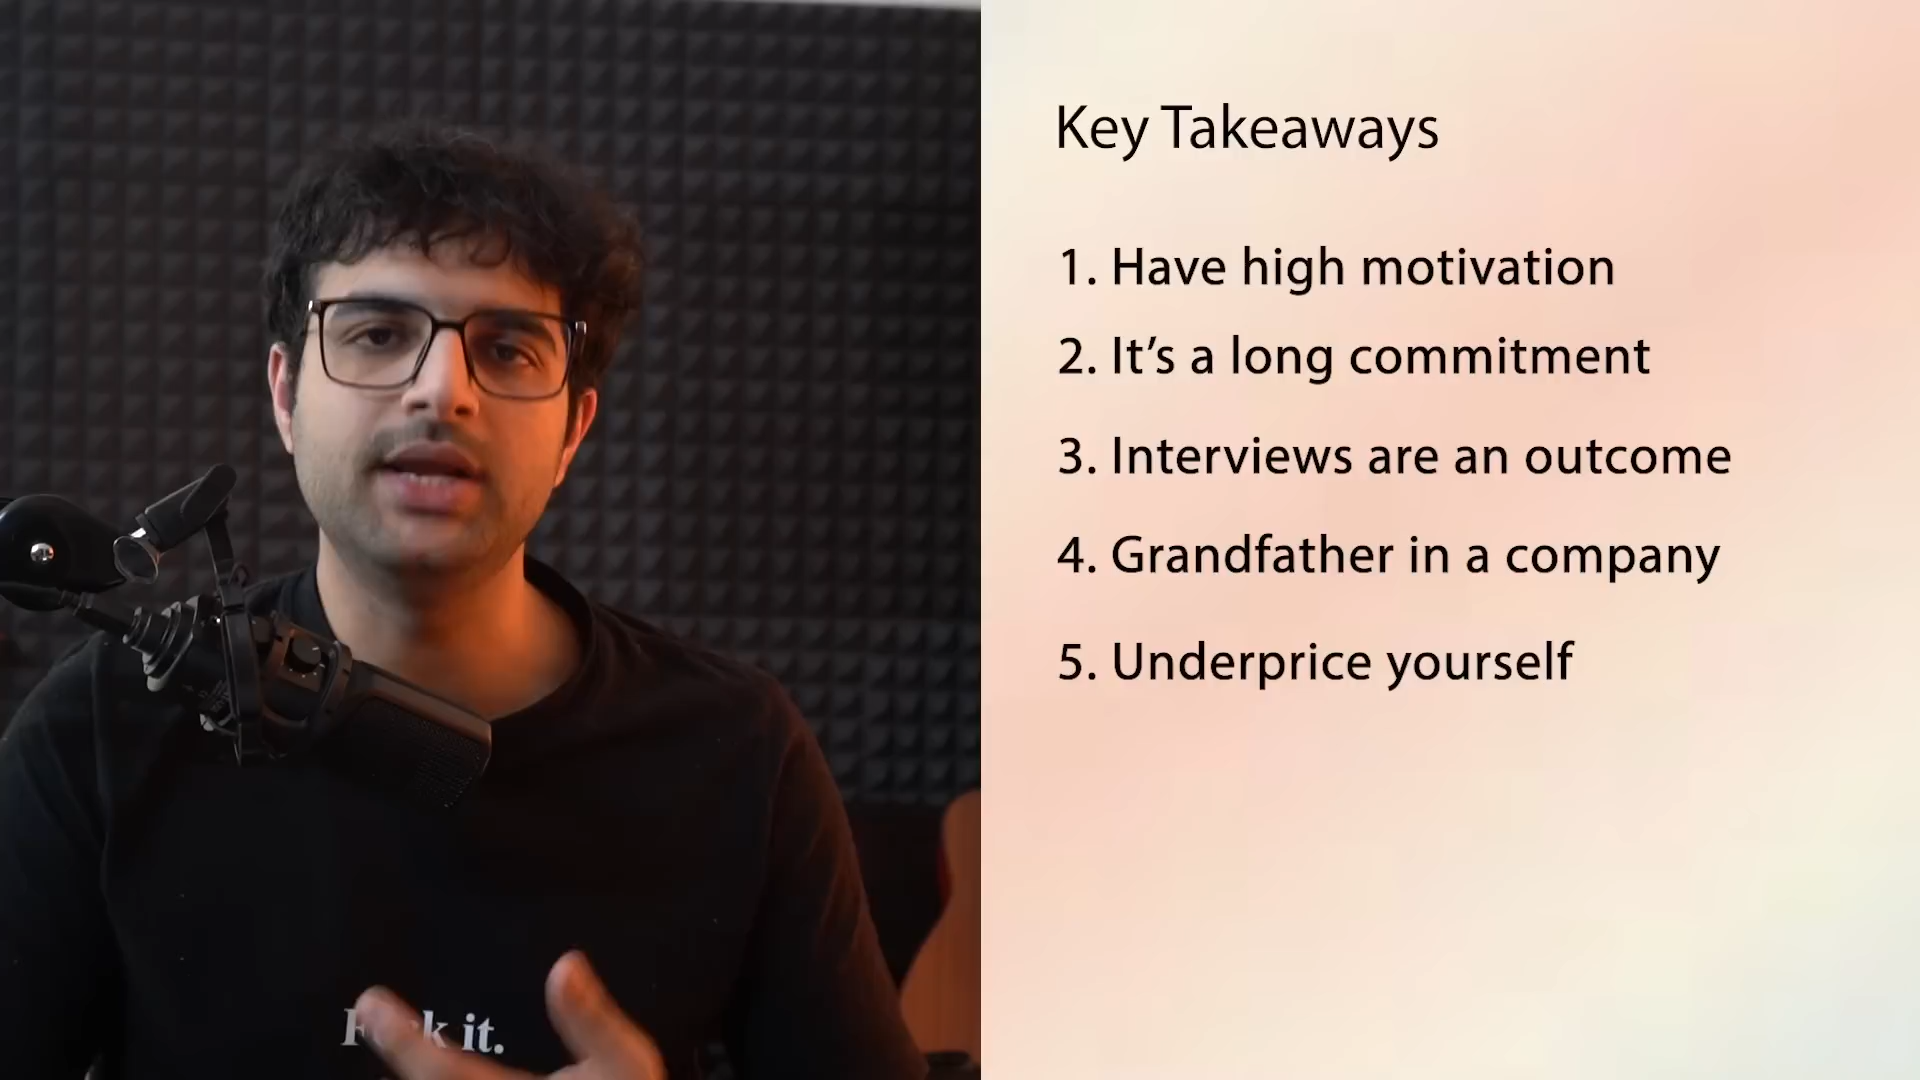 Key Takeaways
1. Have high motivation
2. It's a long commitment
3. Interviews are an outcome
4. Grandfather in a company
5. Underprice yourself
it.